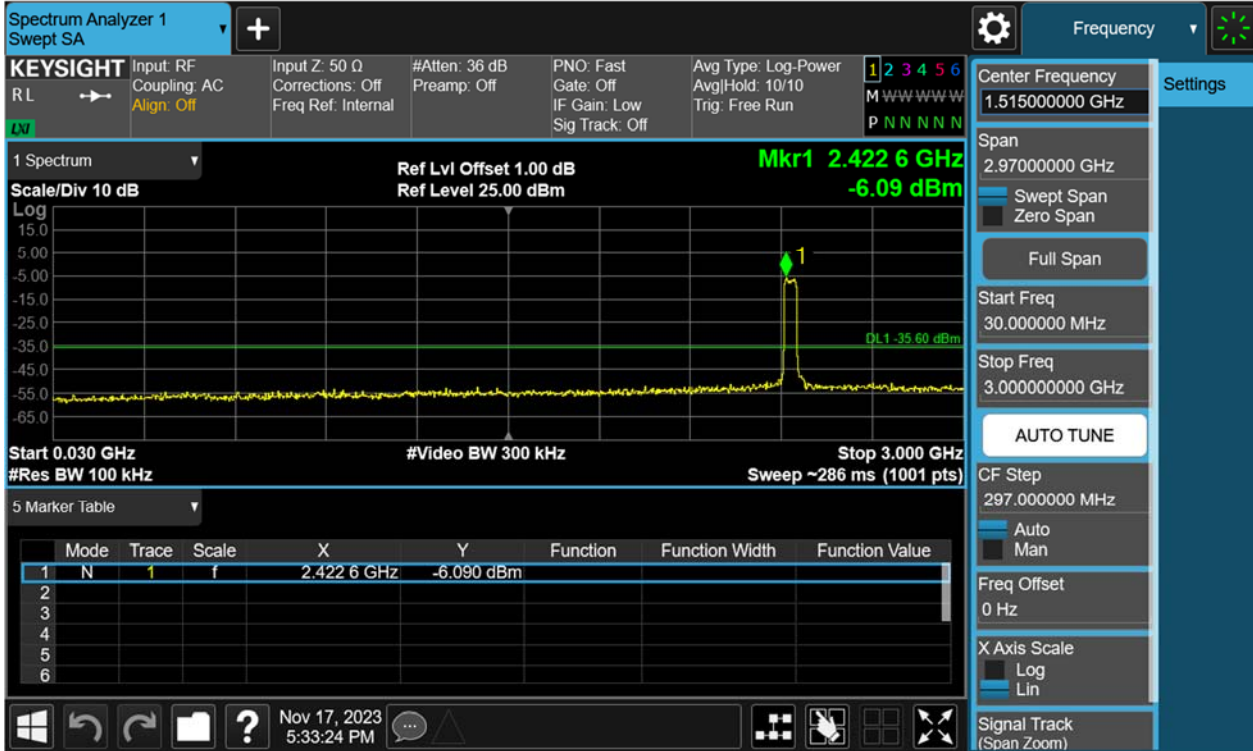 Spectrum Analyzer 1
Swept SA
Frequency
KEYSIGHT
RL
LXI
Input: RF
Coupling: AC
Align: Off
Input Z: 50 Ω
Corrections: Off
Freq Ref: Internal
#Atten: 36 dB
Preamp: Off
PNO: Fast
Gate: Off
IF Gain: Low
Sig Track: Off
Avg Type: Log-Power
Avg|Hold: 10/10
Trig: Free Run
1 2 3 4 5 6
M W W W W W
P N N N N N
1 Spectrum
Scale/Div 10 dB
Ref Lvl Offset 1.00 dB
Ref Level 25.00 dBm
Mkr1 2.422 6 GHz
-6.09 dBm
Log
15.0
5.00
-5.00
-15.0
-25.0
-35.0
-45.0
-55.0
-65.0
1
DL1 -35.60 dBm
Start 0.030 GHz
#Video BW 300 kHz
Stop 3.000 GHz
#Res BW 100 kHz
Sweep ~286 ms (1001 pts)
5 Marker Table
Mode Trace Scale X Y Function Function Width Function Value
1 N 1 f 2.422 6 GHz -6.090 dBm
2
3
4
5
6
Nov 17, 2023
5:33:24 PM
Center Frequency
1.515000000 GHz
Settings
Span
2.97000000 GHz
Swept Span
Zero Span
Full Span
Start Freq
30.000000 MHz
Stop Freq
3.000000000 GHz
AUTO TUNE
CF Step
297.000000 MHz
Auto
Man
Freq Offset
0 Hz
X Axis Scale
Log
Lin
Signal Track
(Span Zoom)